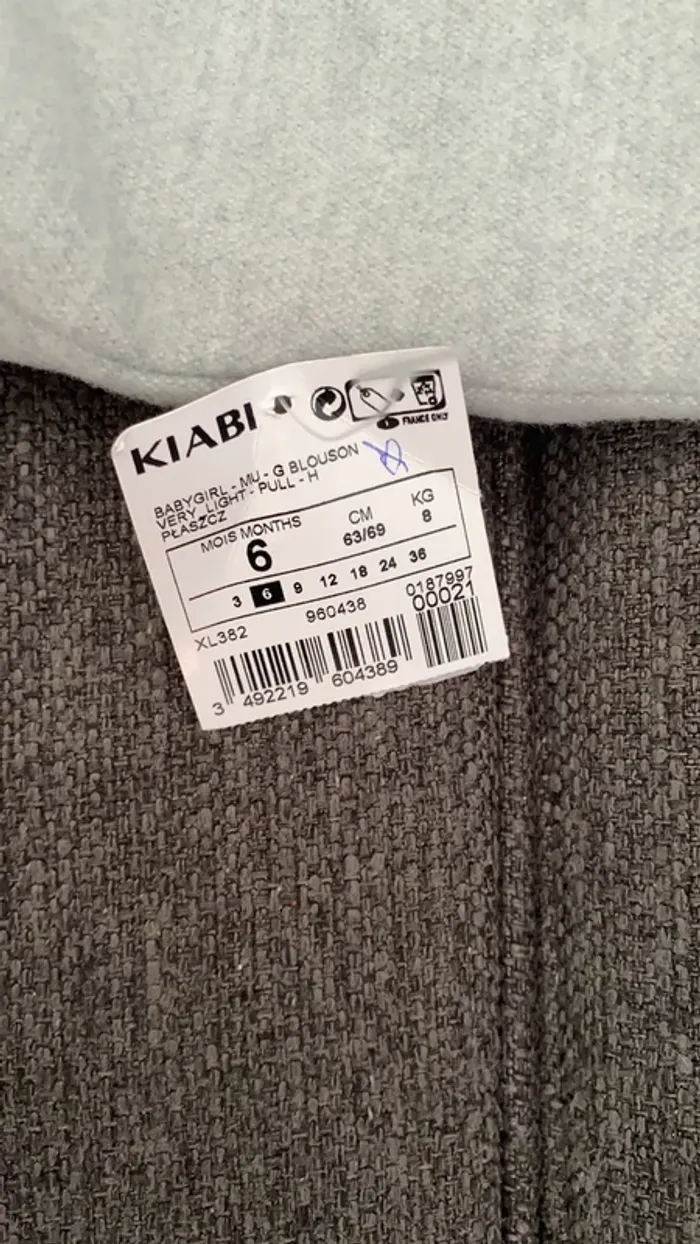 KIABI
FRANCE ONLY
BABYGIRL - MU - G BLOUSON
VERY LIGHT - PULL - H
PŁASZCZ
MOIS MONTHS CM KG
6 63/69 8
3 6 9 12 18 24 36
XL382 960438 0187997
00021
3 492219 604389